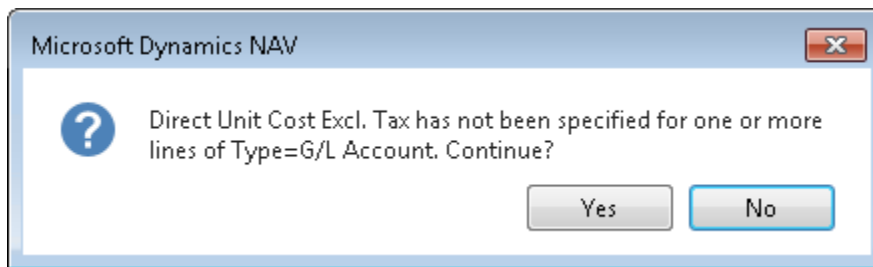 Microsoft Dynamics NAV
Direct Unit Cost Excl. Tax has not been specified for one or more
lines of Type=G/L Account. Continue?
Yes No